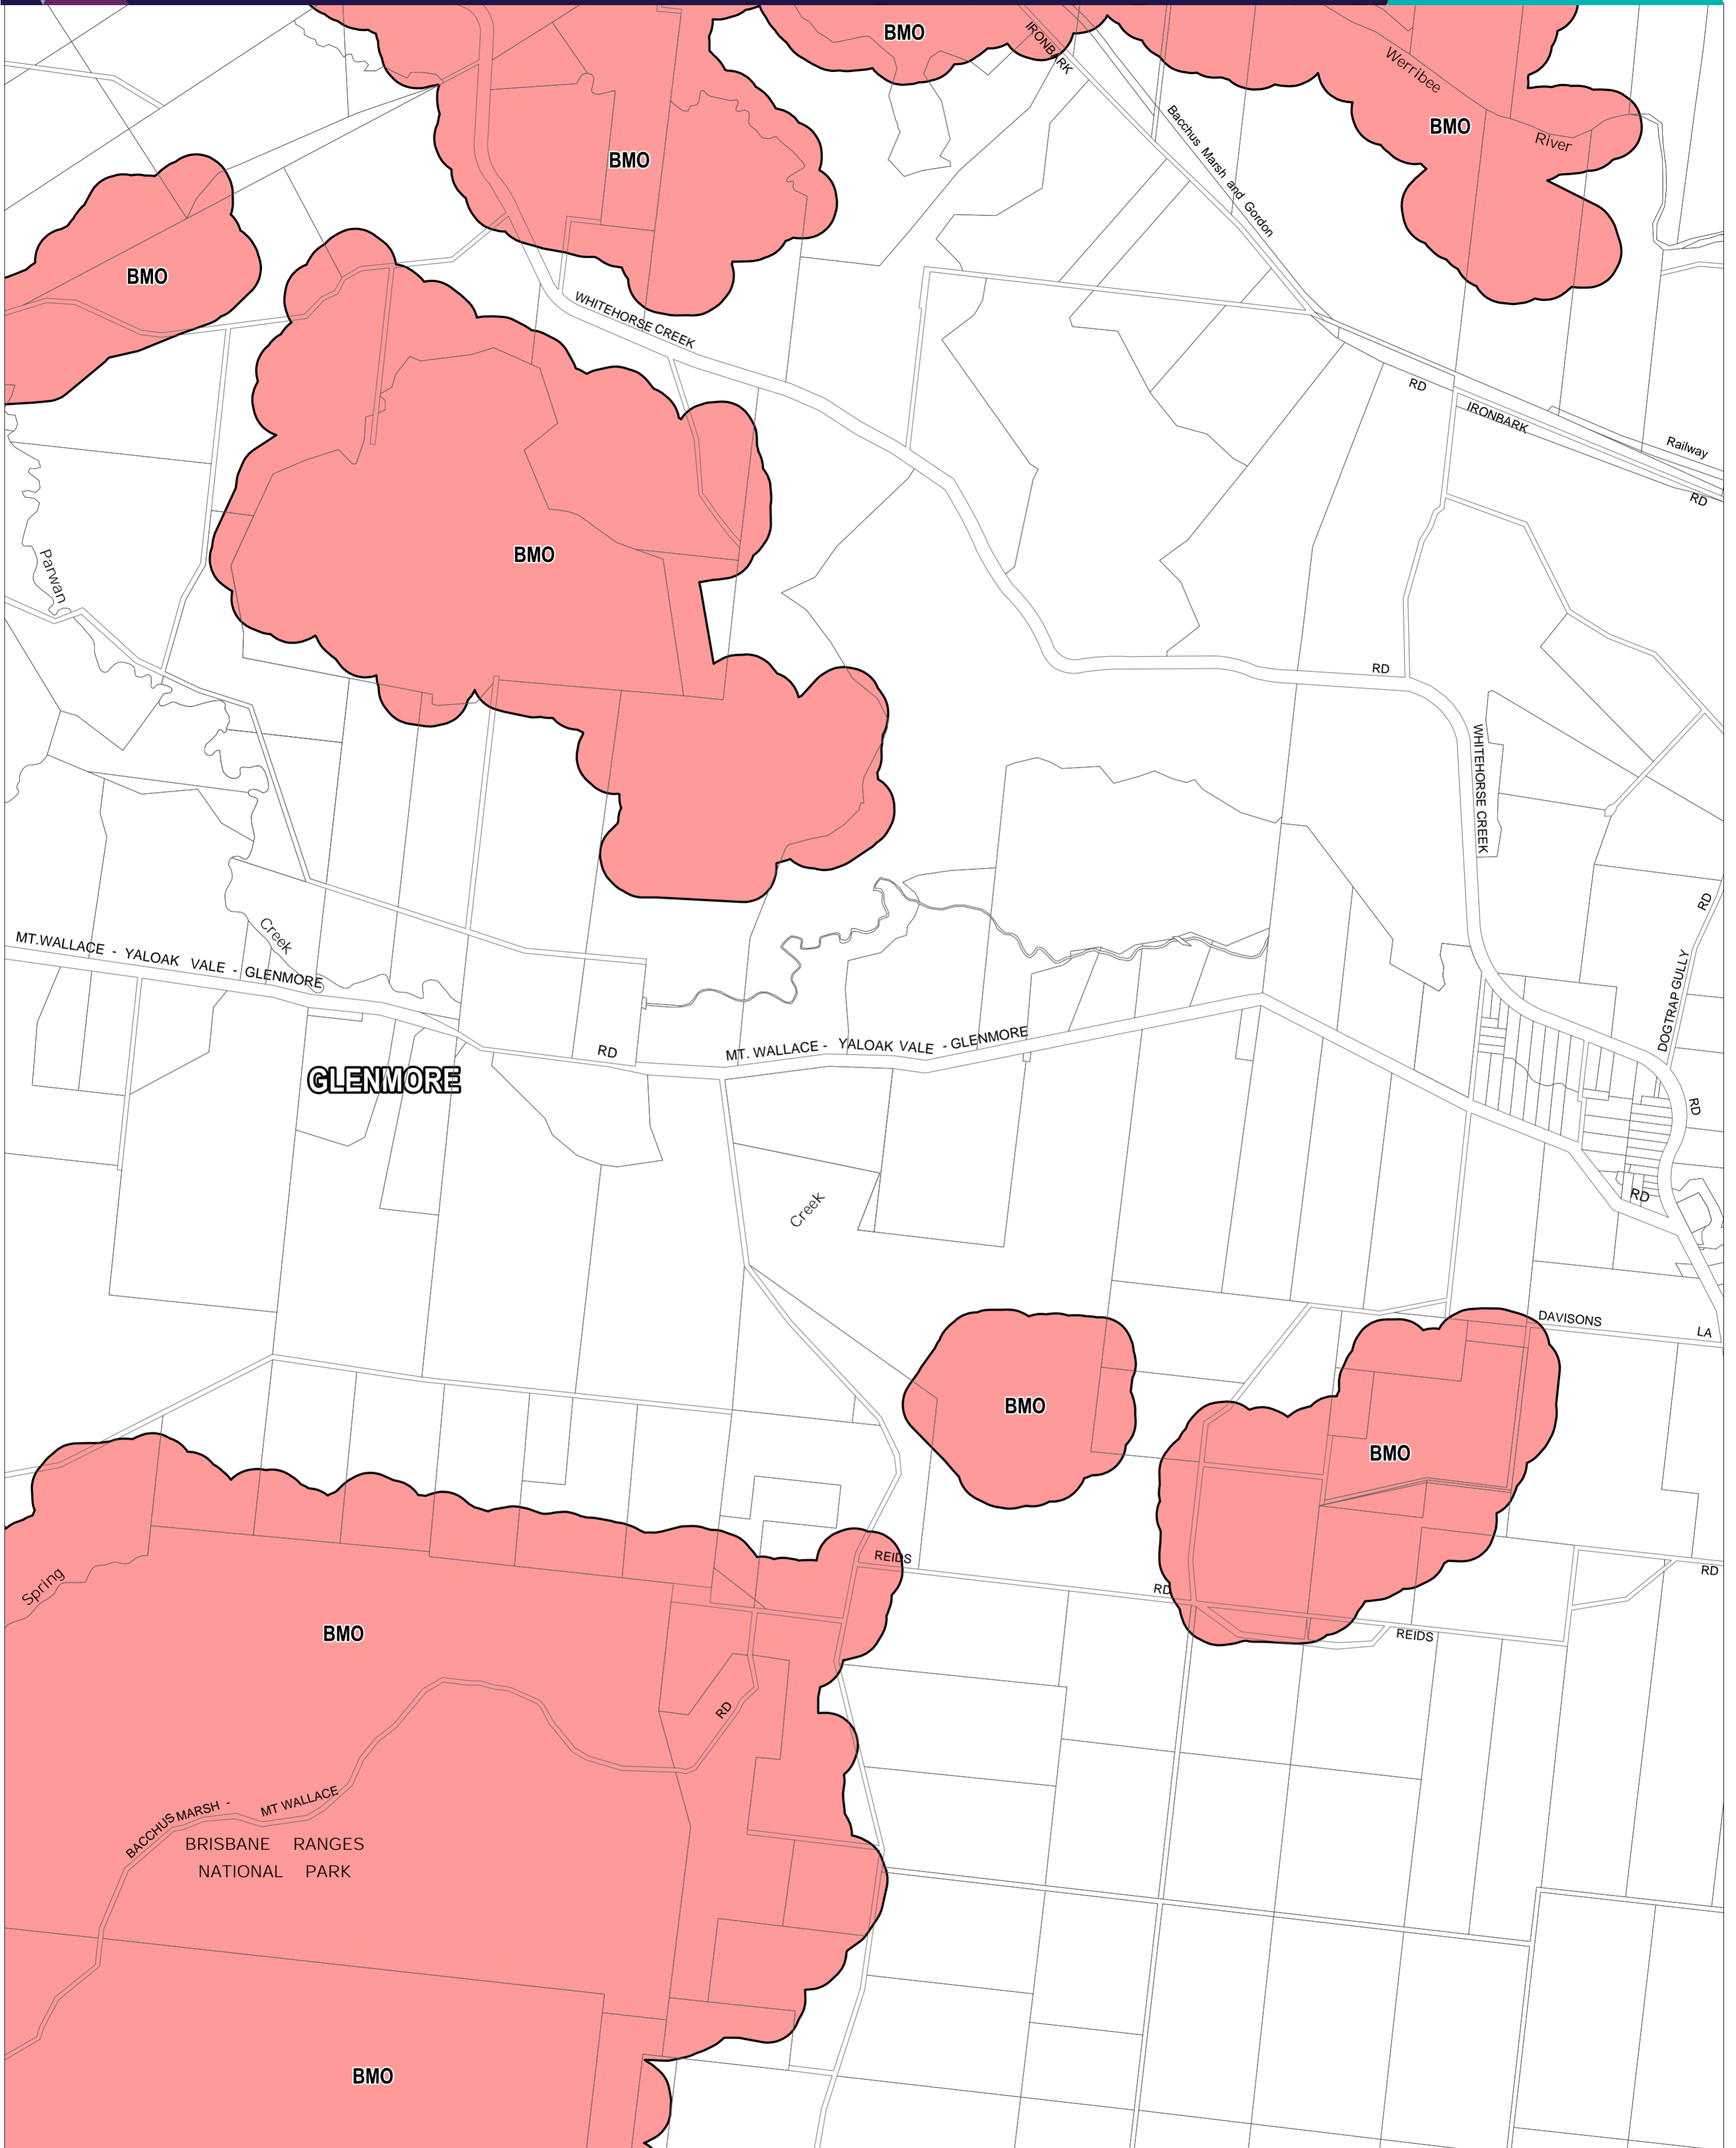 BMO
IRONBARK
Werribee
BMO
River
BMO
Bacchus Marsh and Gordon
BMO
WHITEHORSE CREEK
RD
IRONBARK
Railway
RD
BMO
Parwan
RD
WHITEHORSE CREEK
RD
Creek
MT.WALLACE - YALOAK VALE - GLENMORE
DOGTRAP GULLY
RD
MT. WALLACE - YALOAK VALE - GLENMORE
GLENMORE
RD
RD
Creek
DAVISONS
LA
BMO
BMO
REIDS
RD
RD
Spring
BMO
REIDS
RD
BACCHUS MARSH - MT WALLACE
BRISBANE RANGES
NATIONAL PARK
BMO